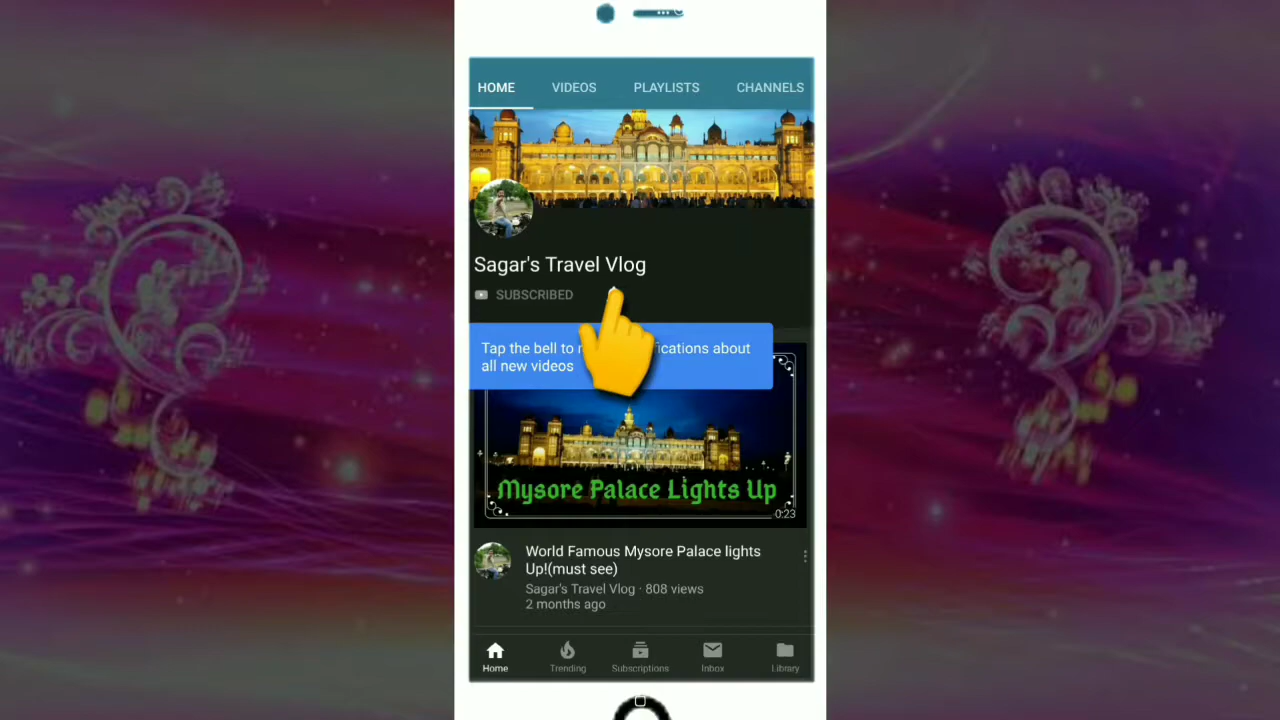 HOME VIDEOS PLAYLISTS CHANNELS
Sagar's Travel Vlog
SUBSCRIBED
Tap the bell to fications about
all new videos
Mysore Palace Lights Up
0:23
World Famous Mysore Palace lights
Up!(must see)
Sagar's Travel Vlog · 808 views
2 months ago
Home Trending Subscriptions Inbox Library